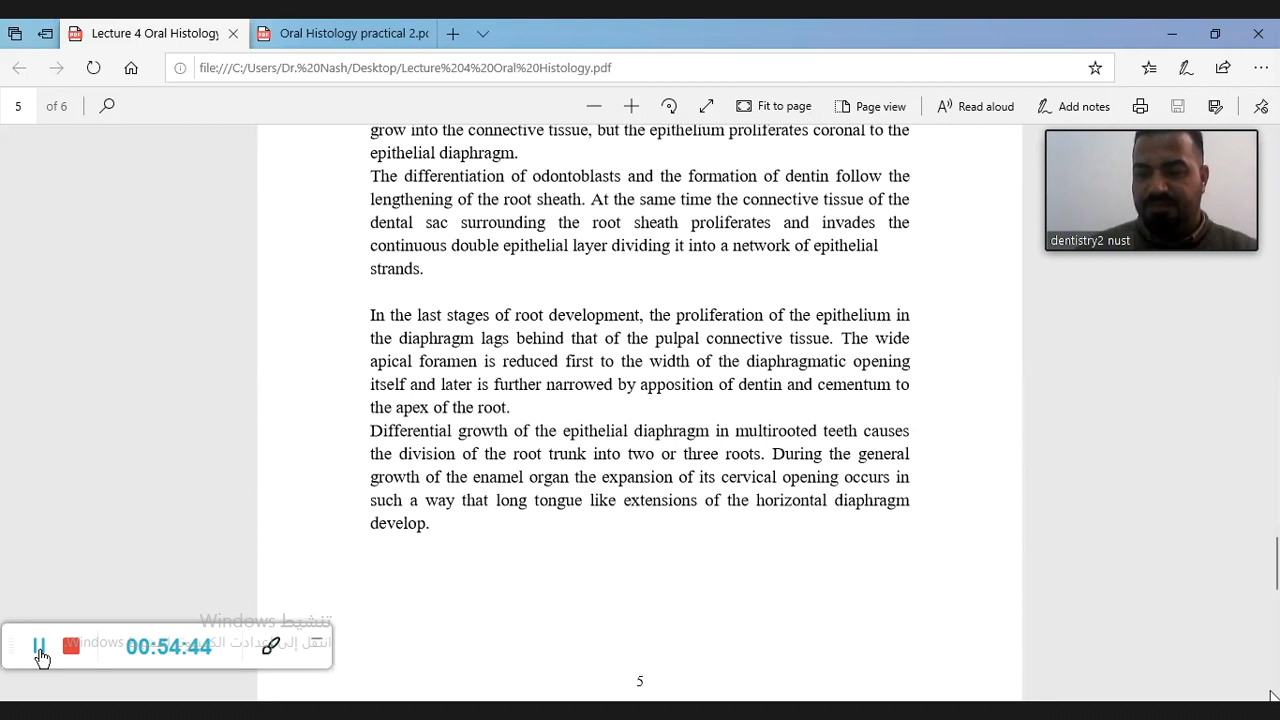 Lecture 4 Oral Histology
Oral Histology practical 2.pd
file:///C:/Users/Dr.%20Nash/Desktop/Lecture%204%20Oral%20Histology.pdf
5 of 6
Fit to page
Page view
Read aloud
Add notes
grow into the connective tissue, but the epithelium proliferates coronal to the
epithelial diaphragm.
The differentiation of odontoblasts and the formation of dentin follow the
lengthening of the root sheath. At the same time the connective tissue of the
dental sac surrounding the root sheath proliferates and invades the
continuous double epithelial layer dividing it into a network of epithelial
strands.
dentistry2 nust
In the last stages of root development, the proliferation of the epithelium in
the diaphragm lags behind that of the pulpal connective tissue. The wide
apical foramen is reduced first to the width of the diaphragmatic opening
itself and later is further narrowed by apposition of dentin and cementum to
the apex of the root.
Differential growth of the epithelial diaphragm in multirooted teeth causes
the division of the root trunk into two or three roots. During the general
growth of the enamel organ the expansion of its cervical opening occurs in
such a way that long tongue like extensions of the horizontal diaphragm
develop.
تنشيط Windows
انتقل إلى Windows
00:54:44
5